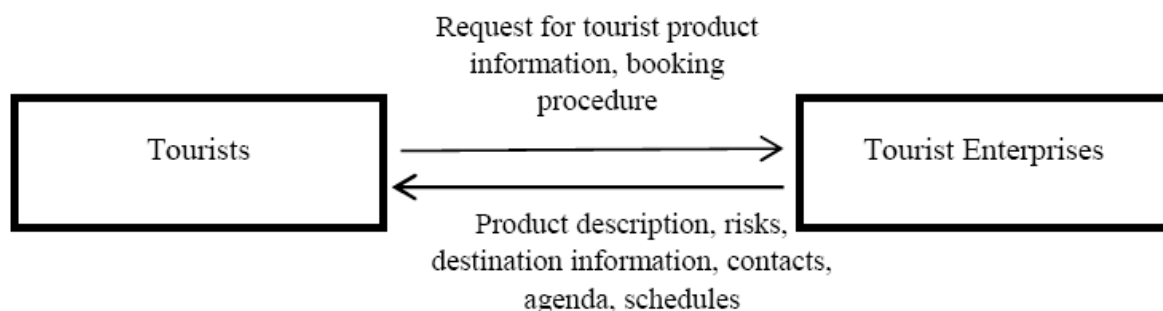 Request for tourist product
information, booking
procedure
Tourists
Tourist Enterprises
Product description, risks,
destination information, contacts,
agenda, schedules